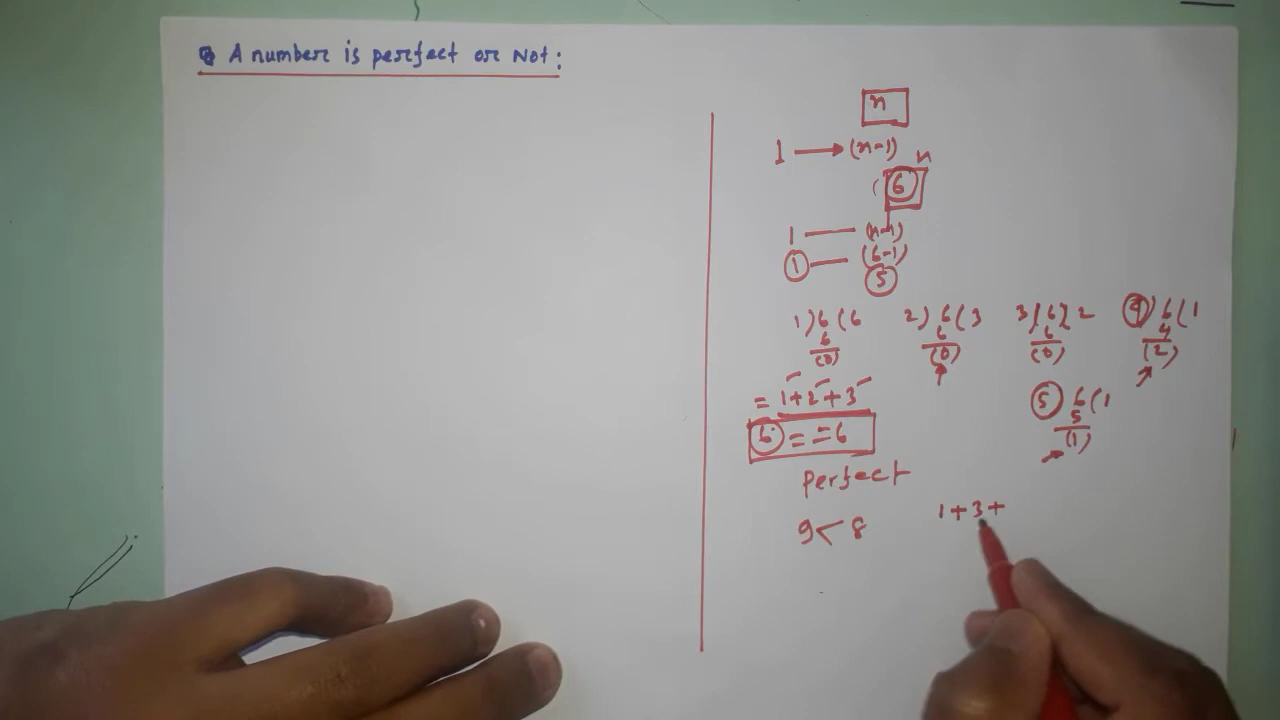 Q A number is perfect or Not:
n
1 → (n-1)
n
6
1 — (n-1)
1 — (6-1)
5
1)6(6 2)6(3 3)6(2 4)6(1
6 6 6 4
(0) (0) (0) (2)
= 1+2+3 5)6(1
5
(1)
6 = =6
Perfect
9< 8 1+3+